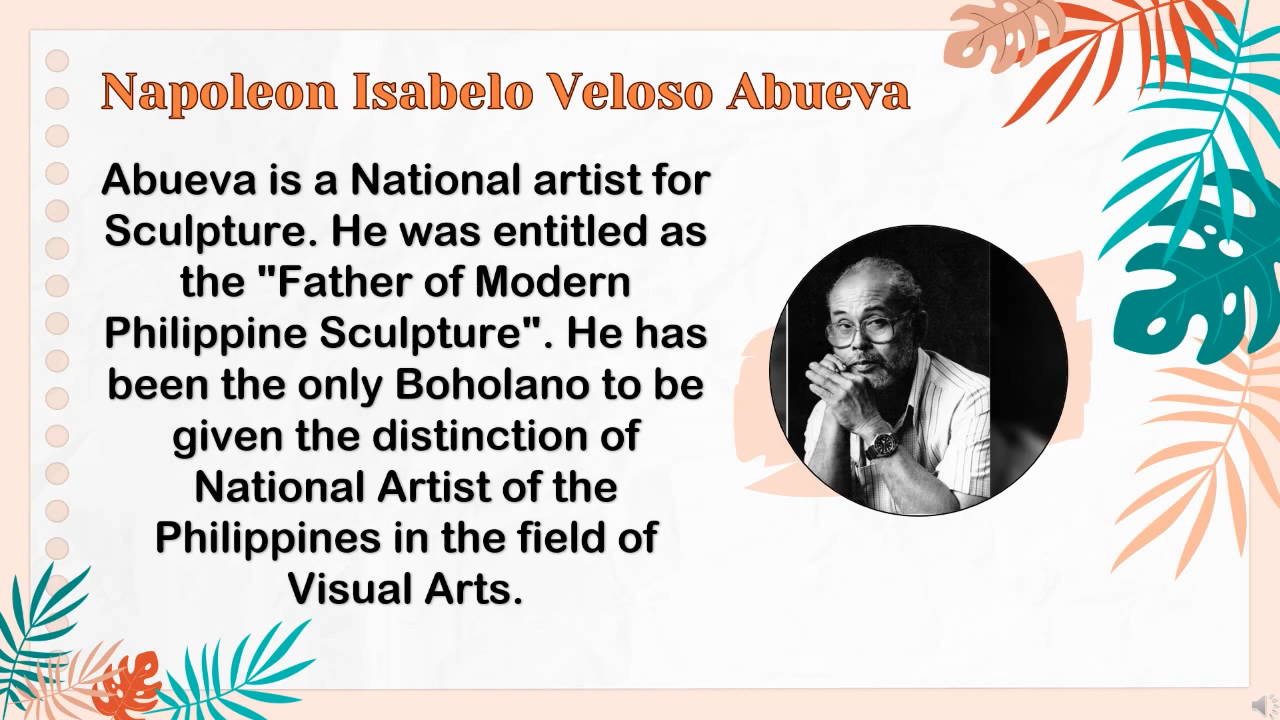 Napoleon Isabelo Veloso Abueva
Abueva is a National artist for
Sculpture. He was entitled as
the "Father of Modern
Philippine Sculpture". He has
been the only Boholano to be
given the distinction of
National Artist of the
Philippines in the field of
Visual Arts.